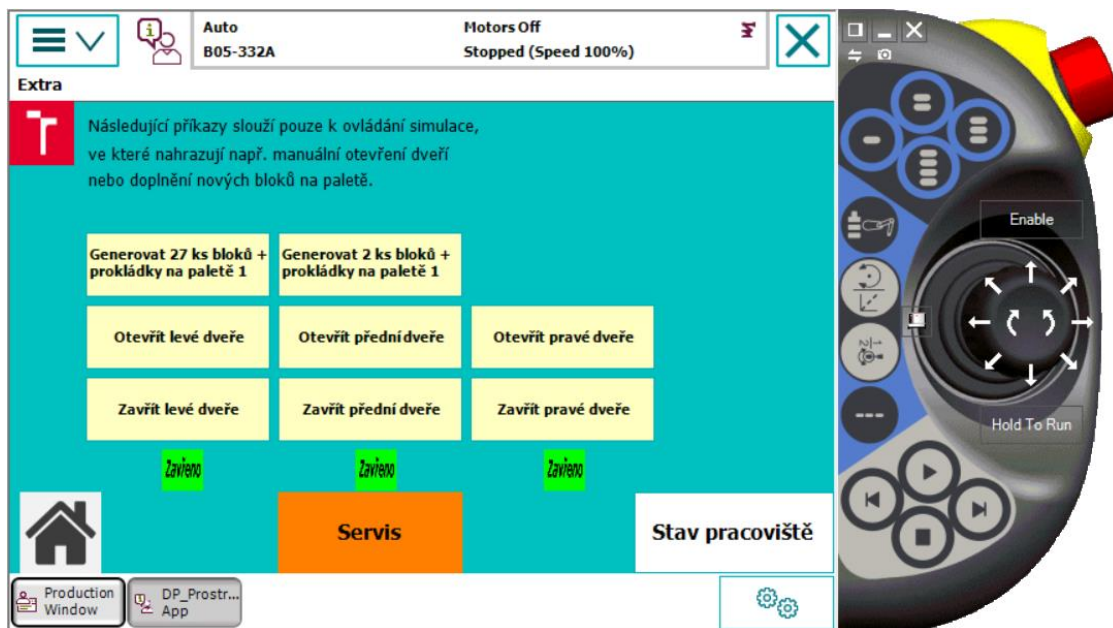 Auto
B05-332A
Motors Off
Stopped (Speed 100%)
Extra
Následující příkazy slouží pouze k ovládání simulace,
ve které nahrazují např. manuální otevření dveří
nebo doplnění nových bloků na paletě.
Generovat 27 ks bloků +
prokládky na paletě 1
Generovat 2 ks bloků +
prokládky na paletě 1
Otevřít levé dveře
Otevřít přední dveře
Otevřít pravé dveře
Zavřít levé dveře
Zavřít přední dveře
Zavřít pravé dveře
Zavřeno
Zavřeno
Zavřeno
Servis
Stav pracoviště
Production
Window
DP_Prostr...
App
Enable
Hold To Run